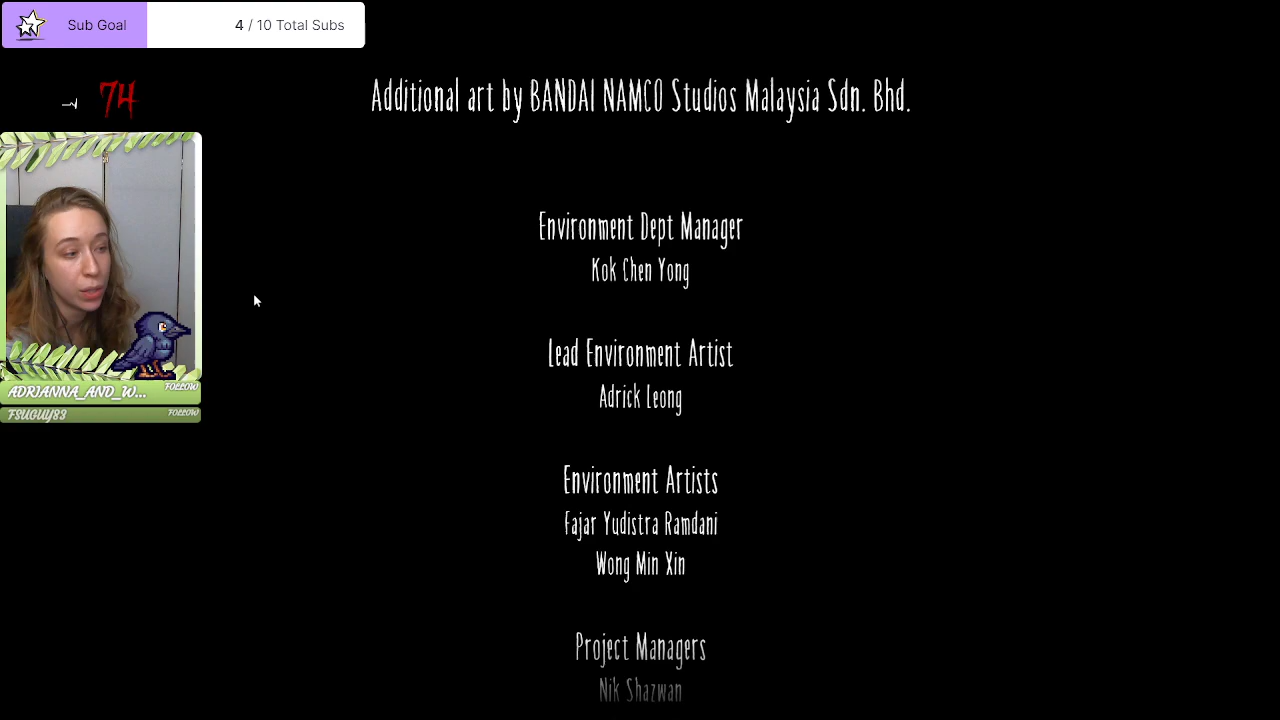 Sub Goal
4 / 10 Total Subs
74
Additional art by BANDAI NAMCO Studios Malaysia Sdn. Bhd.
Environment Dept Manager
Kok Chen Yong
Lead Environment Artist
Adrick Leong
Environment Artists
Fajar Yudistra Ramdani
Wong Min Xin
Project Managers
Nik Shazwan
ADRIANNA_AND_W...
FOLLOW
FSUGUY83
FOLLOW